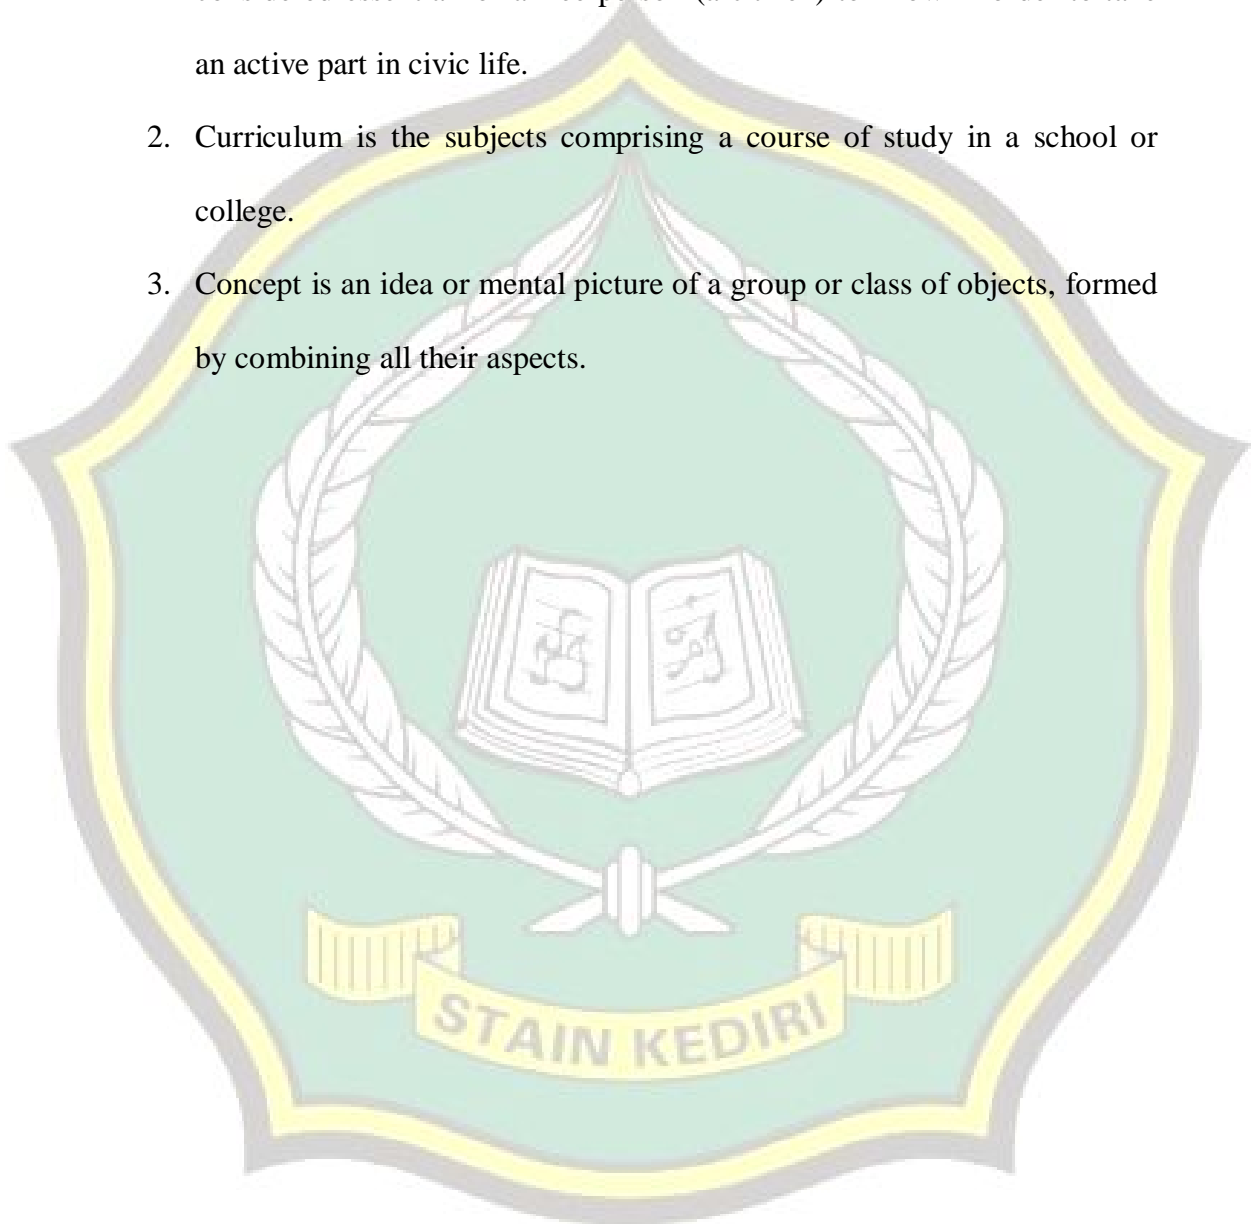 an active part in civic life.
2. Curriculum is the subjects comprising a course of study in a school or
college.
3. Concept is an idea or mental picture of a group or class of objects, formed
by combining all their aspects.
STAIN KEDIRI